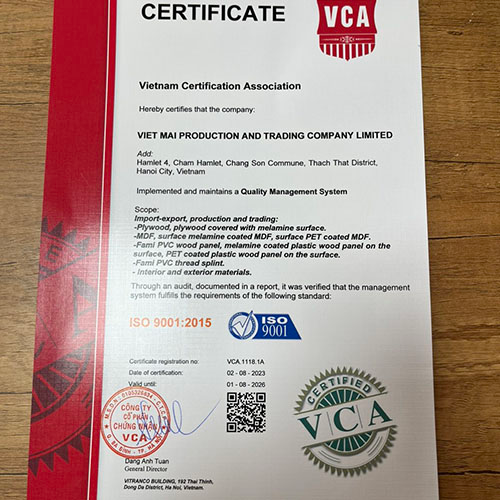 CERTIFICATE
VCA
Vietnam Certification Association
Hereby certifies that the company:
VIET MAI PRODUCTION AND TRADING COMPANY LIMITED
Add:
Hamlet 4, Cham Hamlet, Chang Son Commune, Thach That District,
Hanoi City, Vietnam
Implemented and maintains a Quality Management System
Scope:
Import-export, production and trading:
-Plywood, plywood covered with melamine surface.
-MDF, surface melamine coated MDF, surface PET coated MDF.
-Fami PVC wood panel, melamine coated plastic wood panel on the
surface, PET coated plastic wood panel on the surface.
-Fami PVC thread splint.
- Interior and exterior materials.
Through an audit, documented in a report, it was verified that the management
system fulfills the requirements of the following standard:
ISO 9001:2015
ISO
9001
Certificate registration no: VCA.1118.1A
Date of certification: 02 - 08 - 2023
Valid until: 01 - 08 - 2026
CÔNG TY
CỔ PHẦN
CHỨNG NHẬN
VCA
CERTIFIED
VCA
Dang Anh Tuan
General Director
VITRANCO BUILDING, 192 Thai Thinh,
Dong Da District, Ha Noi, Vietnam.